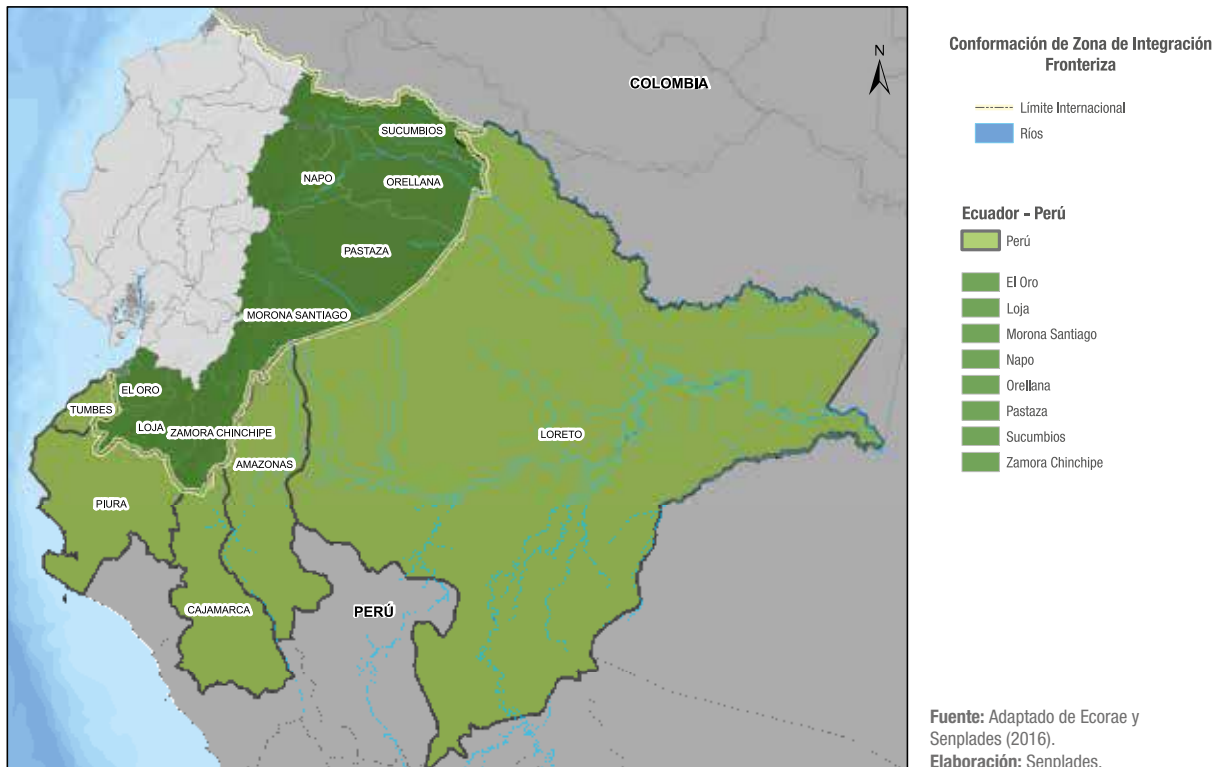 N
COLOMBIA
SUCUMBIOS
NAPO
ORELLANA
PASTAZA
MORONA SANTIAGO
EL ORO
TUMBES
LOJA
ZAMORA CHINCHIPE
LORETO
AMAZONAS
PIURA
CAJAMARCA
PERÚ
Conformación de Zona de Integración
Fronteriza
Límite Internacional
Ríos
Ecuador - Perú
Perú
El Oro
Loja
Morona Santiago
Napo
Orellana
Pastaza
Sucumbios
Zamora Chinchipe
Fuente: Adaptado de Ecorae y
Senplades (2016).
Elaboración: Senplades.